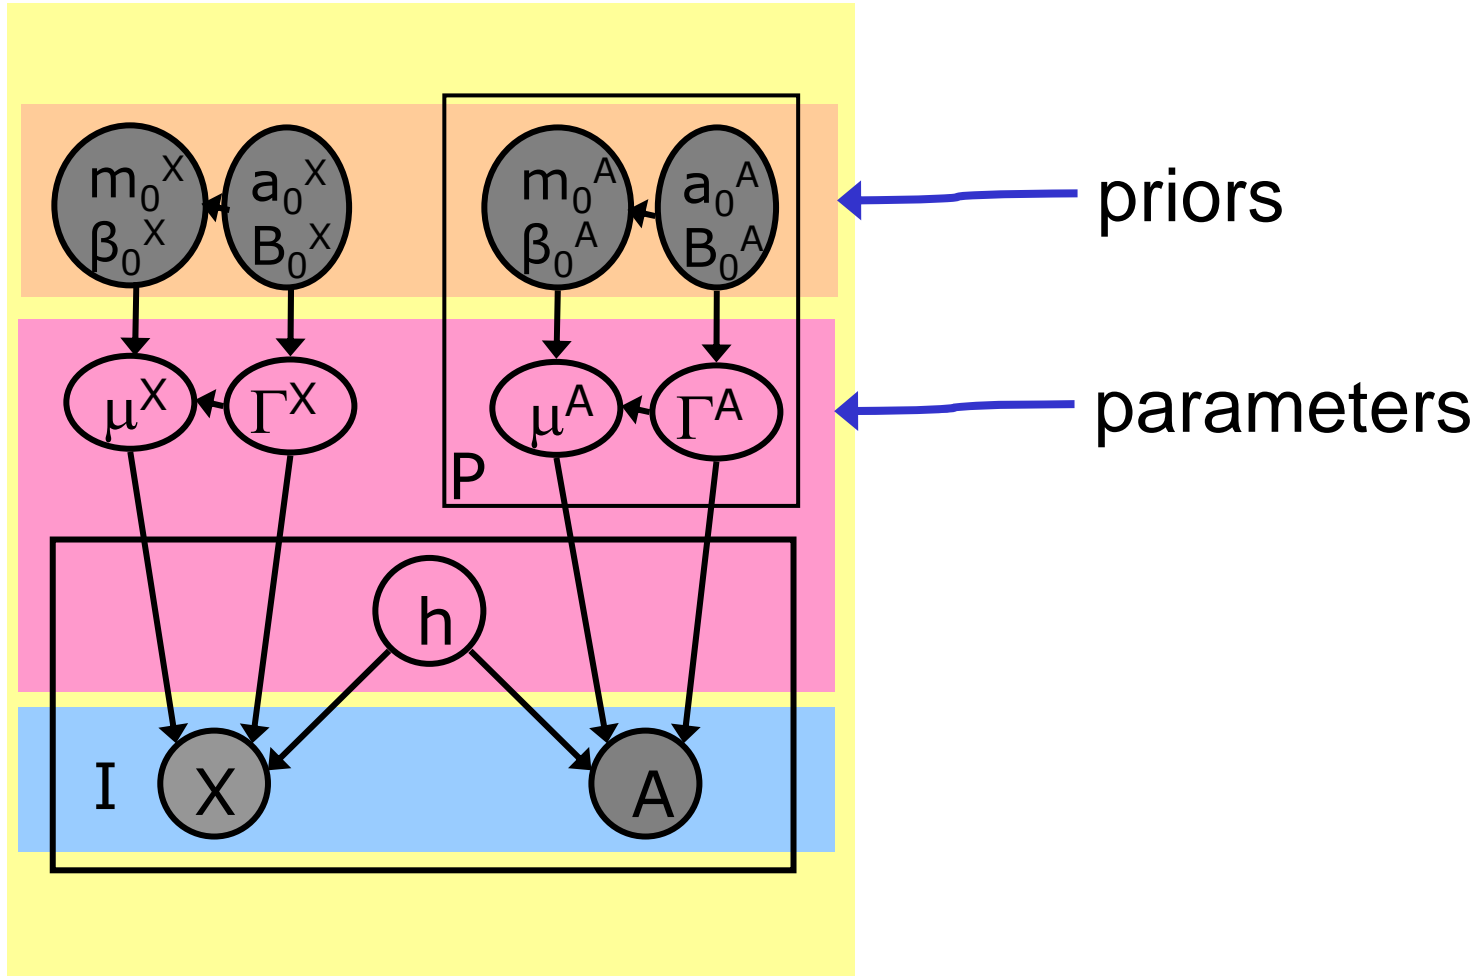 m₀ˣ a₀ˣ m₀ᴬ a₀ᴬ
β₀ˣ B₀ˣ β₀ᴬ B₀ᴬ
priors
μˣ Γˣ μᴬ Γᴬ
parameters
P
h
I X A